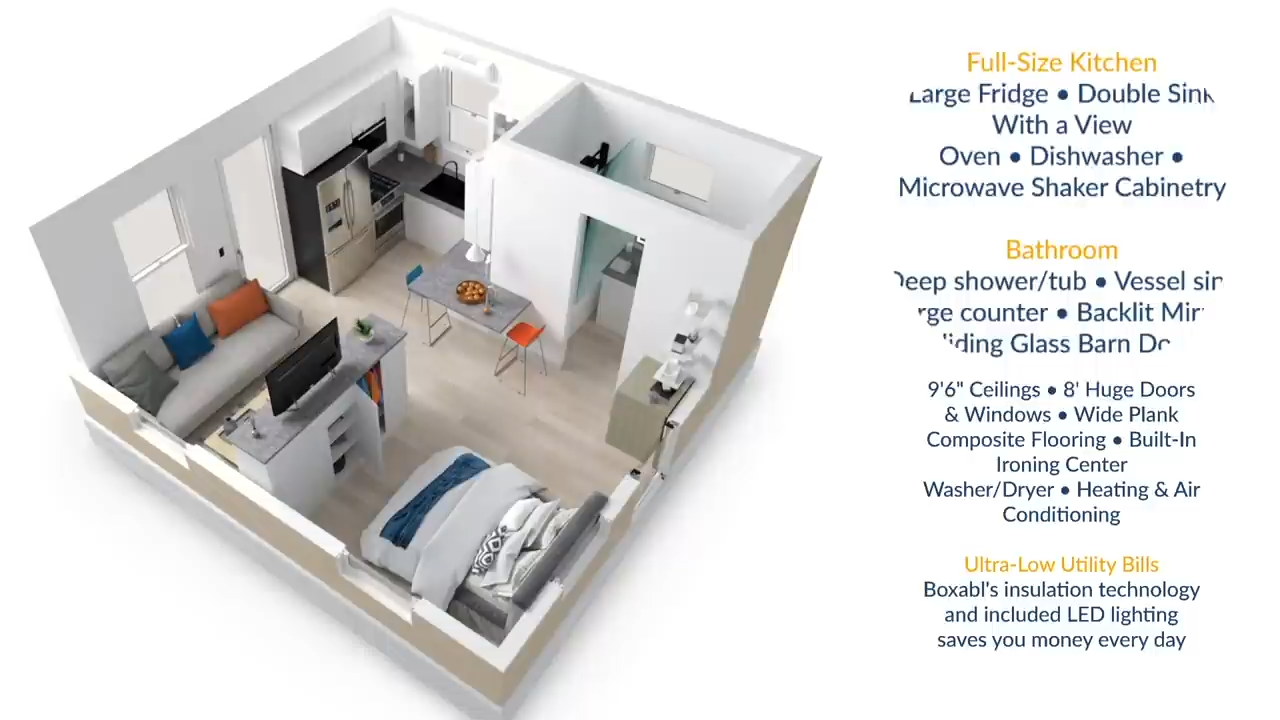 Full-Size Kitchen
Large Fridge • Double Sink
With a View
Oven • Dishwasher •
Microwave Shaker Cabinetry
Bathroom
Deep shower/tub • Vessel
counter • Backlit
Glass Barn
9'6" Ceilings • 8' Huge Doors
& Windows • Wide Plank
Composite Flooring • Built-In
Ironing Center
Washer/Dryer • Heating & Air
Conditioning
Ultra-Low Utility Bills
Boxabl's insulation technology
and included LED lighting
saves you money every day